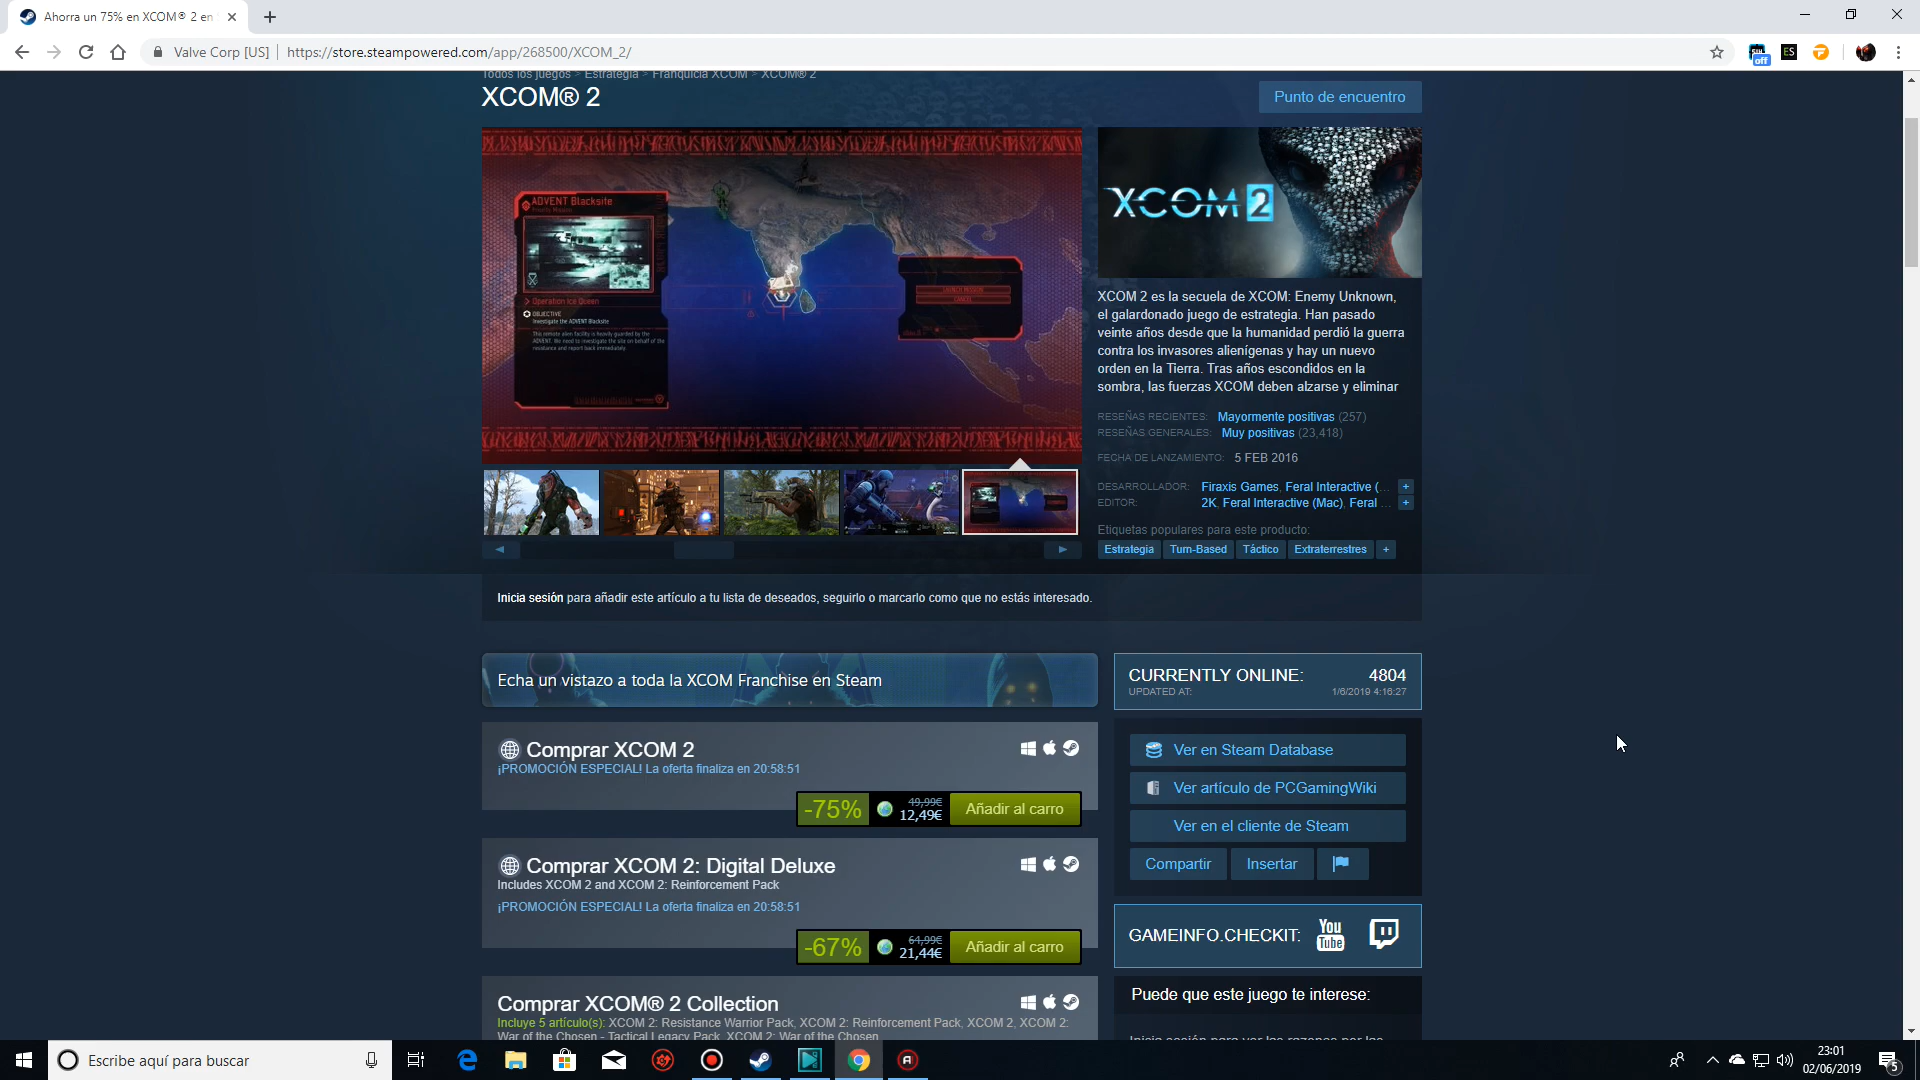 Ahorra un 75% en XCOM® 2 en
Valve Corp [US] https://store.steampowered.com/app/268500/XCOM_2/
Todos los juegos > Estrategia > Franquicia XCOM > XCOM® 2
XCOM® 2
Punto de encuentro
ADVENT Blacksite
Operation Ice Queen
OBJECTIVE
Investigate the ADVENT Blacksite
This remote alien facility is heavily guarded by the
ADVENT. We need to investigate the site on behalf of the
resistance and report back immediately.
LAUNCH MISSION
CANCEL
XCOM 2
XCOM 2 es la secuela de XCOM: Enemy Unknown,
el galardonado juego de estrategia. Han pasado
veinte años desde que la humanidad perdió la guerra
contra los invasores alienígenas y hay un nuevo
orden en la Tierra. Tras años escondidos en la
sombra, las fuerzas XCOM deben alzarse y eliminar
RESEÑAS RECIENTES: Mayormente positivas (257)
RESEÑAS GENERALES: Muy positivas (23,418)
FECHA DE LANZAMIENTO: 5 FEB 2016
DESARROLLADOR: Firaxis Games, Feral Interactive (... +
EDITOR: 2K, Feral Interactive (Mac), Feral ... +
Etiquetas populares para este producto:
Estrategia Turn-Based Táctico Extraterrestres +
Inicia sesión para añadir este artículo a tu lista de deseados, seguirlo o marcarlo como que no estás interesado.
Echa un vistazo a toda la XCOM Franchise en Steam
Comprar XCOM 2
¡PROMOCIÓN ESPECIAL! La oferta finaliza en 20:58:51
-75% 49,99€ 12,49€ Añadir al carro
Comprar XCOM 2: Digital Deluxe
Includes XCOM 2 and XCOM 2: Reinforcement Pack
¡PROMOCIÓN ESPECIAL! La oferta finaliza en 20:58:51
-67% 64,99€ 21,44€ Añadir al carro
Comprar XCOM® 2 Collection
Incluye 5 artículo(s): XCOM 2: Resistance Warrior Pack, XCOM 2: Reinforcement Pack, XCOM 2, XCOM 2:
War of the Chosen - Tactical Legacy Pack, XCOM 2: War of the Chosen
CURRENTLY ONLINE: 4804
UPDATED AT: 1/6/2019 4:16:27
Ver en Steam Database
Ver artículo de PCGamingWiki
Ver en el cliente de Steam
Compartir Insertar
GAMEINFO.CHECKIT: You Tube
Puede que este juego te interese:
Inicia sesión para ver las razones por las
off
ES
Escribe aquí para buscar
23:01
02/06/2019
5